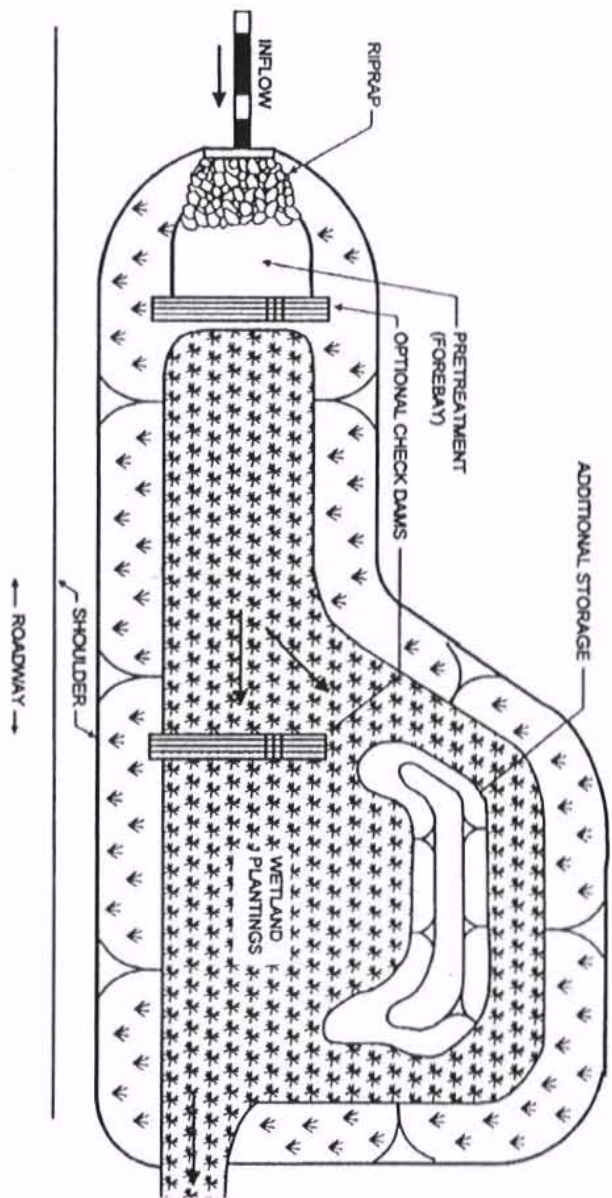 INFLOW
RIPRAP
PRETREATMENT
(FOREBAY)
OPTIONAL CHECK DAMS
ADDITIONAL STORAGE
WETLAND
PLANTINGS
SHOULDER
ROADWAY